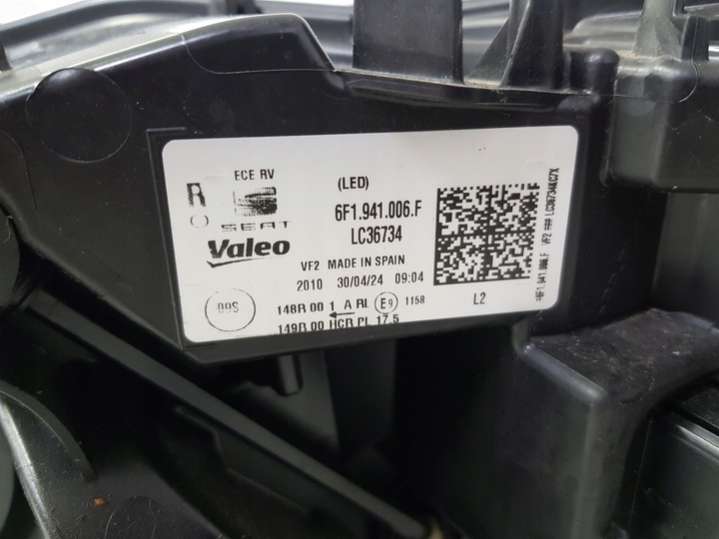 ECE RV
(LED)
R
SEAT
6F1.941.006.F
Valeo
LC36734
VF2 MADE IN SPAIN
2010 30/04/24 09:04
148R 00 1 A RL E9 1158
149R 00 HCR PL 17.5
L2